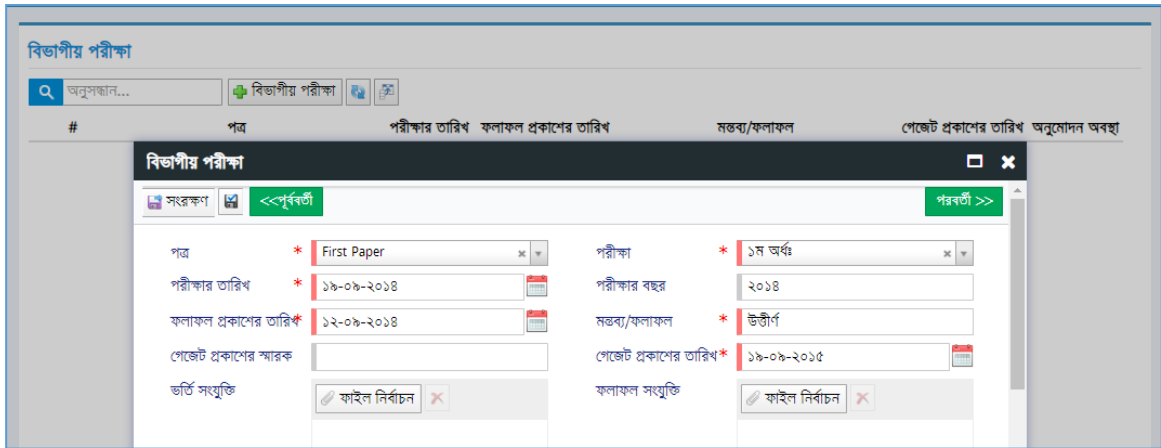 বিভাগীয় পরীক্ষা
অনুসন্ধান... বিভাগীয় পরীক্ষা
# পত্র পরীক্ষার তারিখ ফলাফল প্রকাশের তারিখ মন্তব্য/ফলাফল গেজেট প্রকাশের তারিখ অনুমোদন অবস্থা
বিভাগীয় পরীক্ষা
সংরক্ষণ <<পূর্ববর্তী পরবর্তী >>
পত্র * First Paper পরীক্ষা * ১ম অর্ধঃ
পরীক্ষার তারিখ * ১৯-০৯-২০১৪ পরীক্ষার বছর ২০১৪
ফলাফল প্রকাশের তারিখ* ১২-০৯-২০১৪ মন্তব্য/ফলাফল * উত্তীর্ণ
গেজেট প্রকাশের স্মারক গেজেট প্রকাশের তারিখ* ১৯-০৯-২০১৫
ভর্তি সংযুক্তি ফাইল নির্বাচন ফলাফল সংযুক্তি ফাইল নির্বাচন